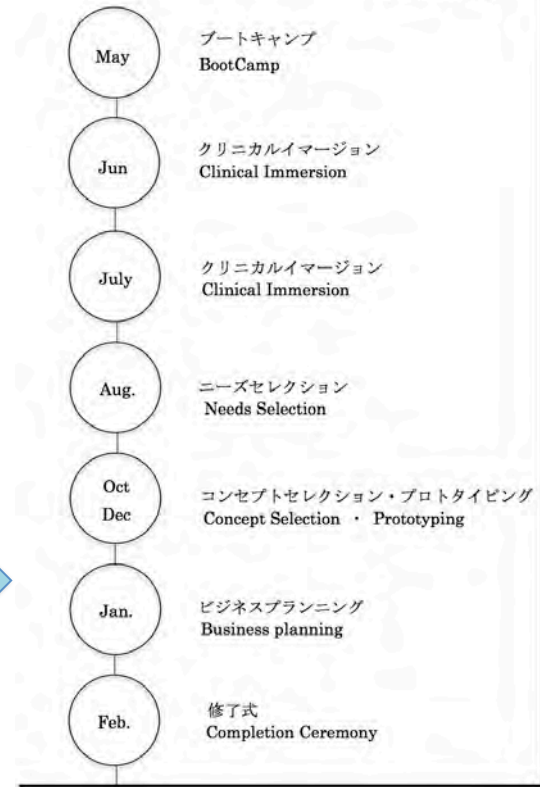 May
ブートキャンプ
BootCamp
Jun
クリニカルイマージョン
Clinical Immersion
July
クリニカルイマージョン
Clinical Immersion
Aug.
ニーズセレクション
Needs Selection
Oct
Dec
コンセプトセレクション・プロトタイピング
Concept Selection ・ Prototyping
Jan.
ビジネスプランニング
Business planning
Feb.
修了式
Completion Ceremony